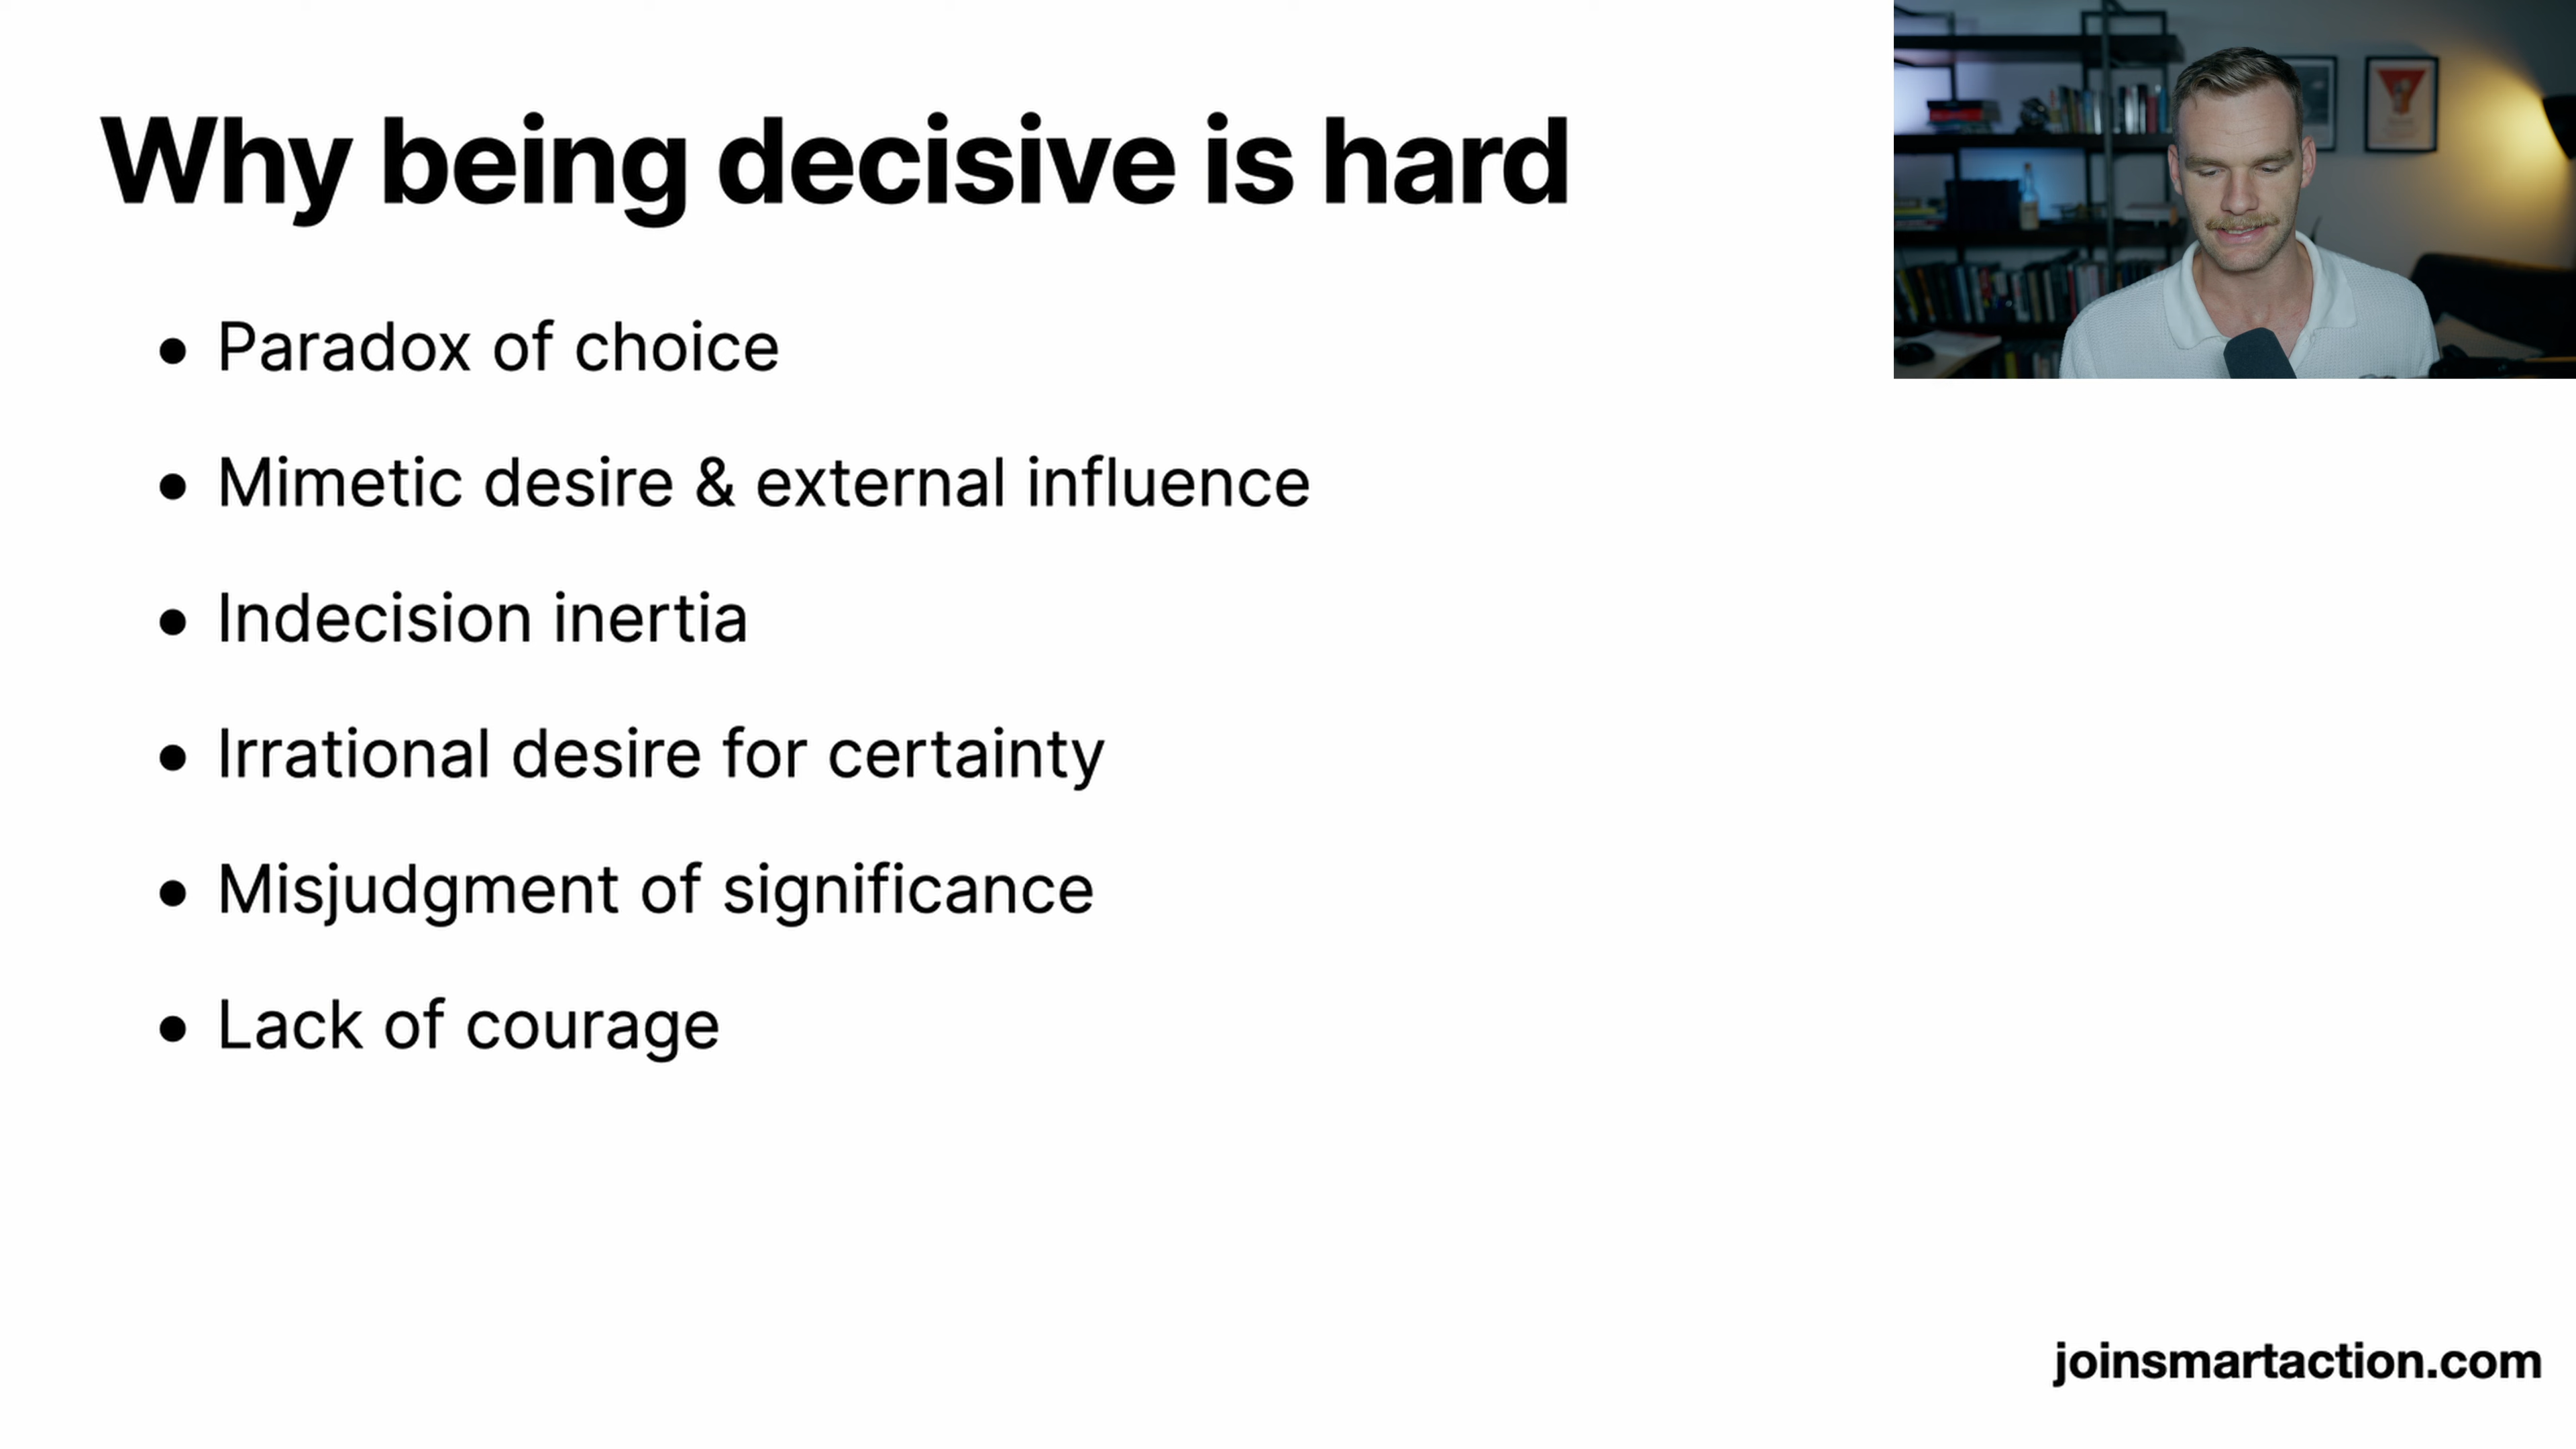 Why being decisive is hard
• Paradox of choice
• Mimetic desire & external influence
• Indecision inertia
• Irrational desire for certainty
• Misjudgment of significance
• Lack of courage
joinsmartaction.com